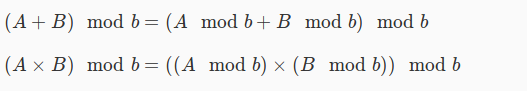 (A + B) mod b = (A mod b + B mod b) mod b
(A × B) mod b = ((A mod b) × (B mod b)) mod b